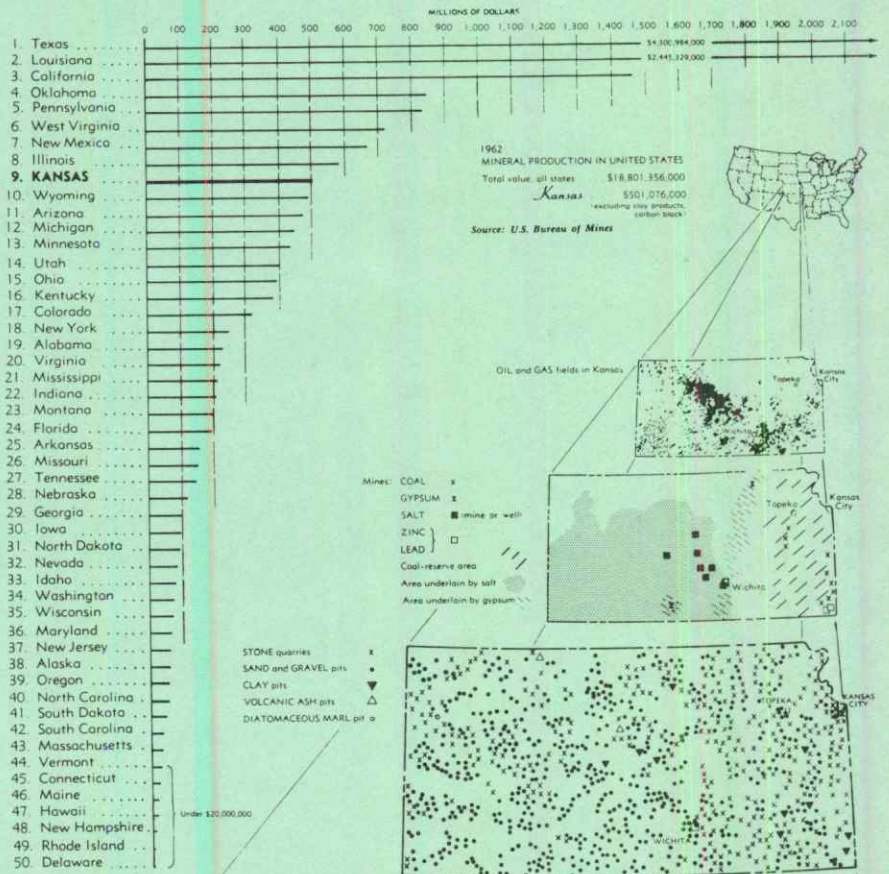 MILLIONS OF DOLLARS
0 100 200 300 400 500 600 700 800 900 1,000 1,100 1,200 1,300 1,400 1,500 1,600 1,700 1,800 1,900 2,000 2,100
1. Texas
$4,300,984,000
2. Louisiana
$2,445,329,000
3. California
4. Oklahoma
5. Pennsylvania
6. West Virginia
7. New Mexico
8. Illinois
9. KANSAS
10. Wyoming
11. Arizona
12. Michigan
13. Minnesota
14. Utah
15. Ohio
16. Kentucky
17. Colorado
18. New York
19. Alabama
20. Virginia
21. Mississippi
22. Indiana
23. Montana
24. Florida
25. Arkansas
26. Missouri
27. Tennessee
28. Nebraska
29. Georgia
30. Iowa
31. North Dakota
32. Nevada
33. Idaho
34. Washington
35. Wisconsin
36. Maryland
37. New Jersey
38. Alaska
39. Oregon
40. North Carolina
41. South Dakota
42. South Carolina
43. Massachusetts
44. Vermont
45. Connecticut
46. Maine
47. Hawaii
48. New Hampshire
49. Rhode Island
50. Delaware
Under $20,000,000
1962
MINERAL PRODUCTION IN UNITED STATES
Total value, all states $18,801,356,000
Kansas $501,076,000
(excluding clay products, 
carbon black)
Source: U.S. Bureau of Mines
OIL and GAS fields in Kansas
Topeka
Kansas
City
Wichita
Mines: COAL x
GYPSUM
SALT (mine or well)
ZINC
LEAD
Coal-reserve area
Area underlain by salt
Area underlain by gypsum
Topeka
Kansas
City
Wichita
STONE quarries x
SAND and GRAVEL pits
CLAY pits
VOLCANIC ASH pits
DIATOMACEOUS MARL pit
TOPEKA
KANSAS
CITY
WICHITA